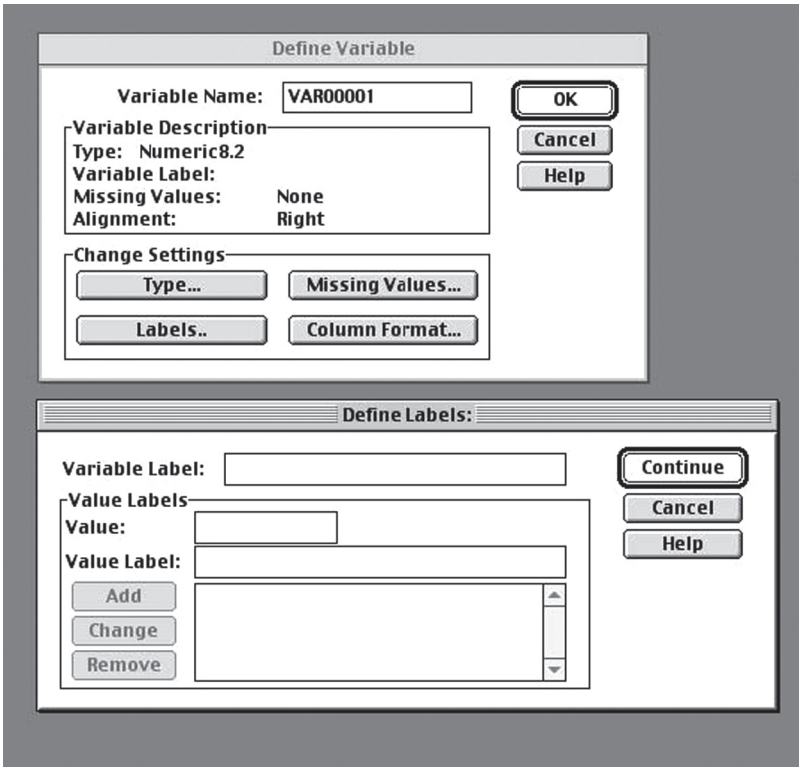 Define Variable
Variable Name: VAR00001
OK
Variable Description
Cancel
Type: Numeric8.2
Variable Label:
Help
Missing Values: None
Alignment: Right
Change Settings
Type... Missing Values...
Labels.. Column Format...
Define Labels:
Variable Label:
Continue
Value Labels
Cancel
Value:
Help
Value Label:
Add
Change
Remove